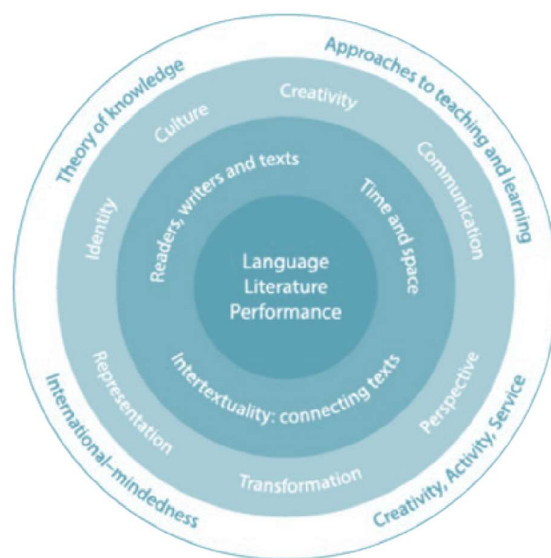 Theory of knowledge
Approaches to teaching and learning
International–mindedness
Creativity, Activity, Service
Identity
Culture
Creativity
Communication
Perspective
Transformation
Representation
Readers, writers and texts
Time and space
Intertextuality: connecting texts
Language
Literature
Performance